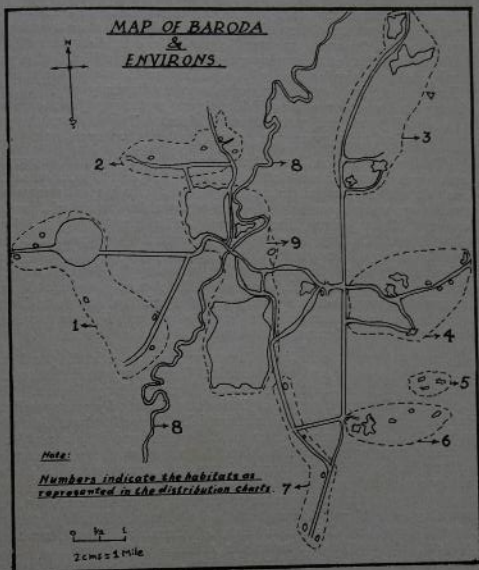 MAP OF BARODA
&
ENVIRONS.
N
S
2
8
3
9
1
4
5
6
8
7
Note:
Numbers indicate the habitats as
represented in the distribution charts.
0 ½ 1
2 cms = 1 Mile